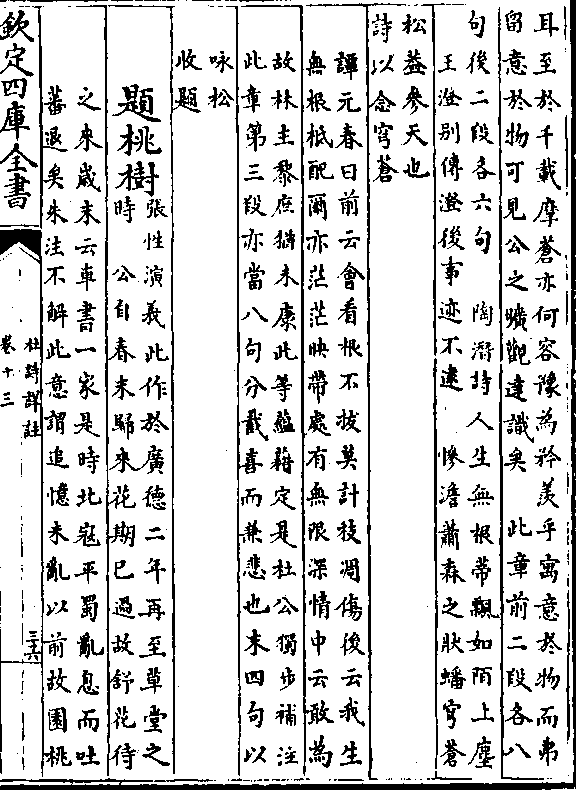 耳至於千載摩蒼亦何容豫為矜羨乎寓意於物而弗
留意於物可見公之曠觀達識矣　此章前二段各八
句後二段各六句　陶潛詩人生無根蒂飄如陌上塵
王澄别傳澄後事迹不逮　慘澹蕭森之狀蟠穹蒼
松葢參天也
詩以念穹蒼
譚元春曰前云會看根不拔莫計枝凋傷後云我生
無根柢配爾亦茫茫映帶處有無限深情中云敢為
故林主黎庶猶未康此等蘊藉定是杜公獨步補注
此章第三段亦當八句分截喜而兼悲也末四句以
咏松
收題
題桃樹
張性演義此作於廣德二年再至草堂之
時　公自春末歸來花期已過故舒花待
之來歲末云車書一家是時北寇平蜀亂息而吐
蕃退矣朱注不解此意謂追憶未亂以前故園桃
欽定四庫全書
杜詩詳註
卷十三
三六